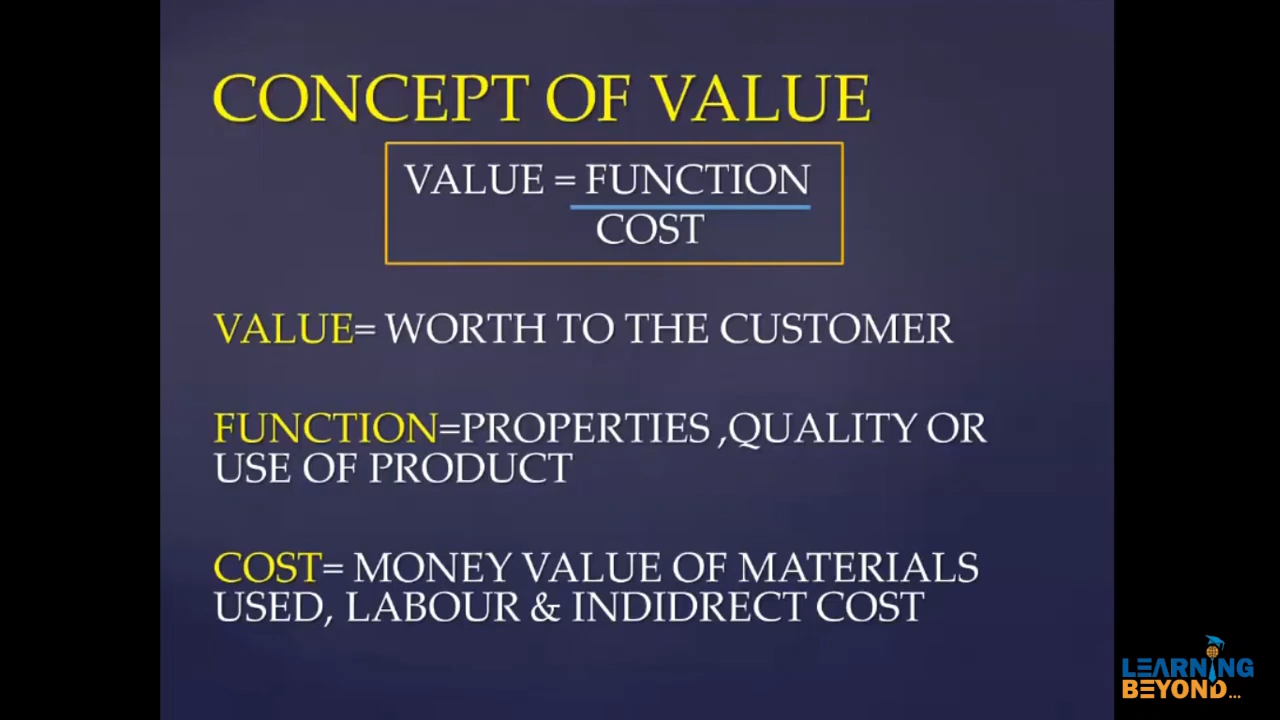 CONCEPT OF VALUE
VALUE = FUNCTION
COST
VALUE= WORTH TO THE CUSTOMER
FUNCTION=PROPERTIES ,QUALITY OR
USE OF PRODUCT
COST= MONEY VALUE OF MATERIALS
USED, LABOUR & INDIDRECT COST
LEARNING
BEYOND...